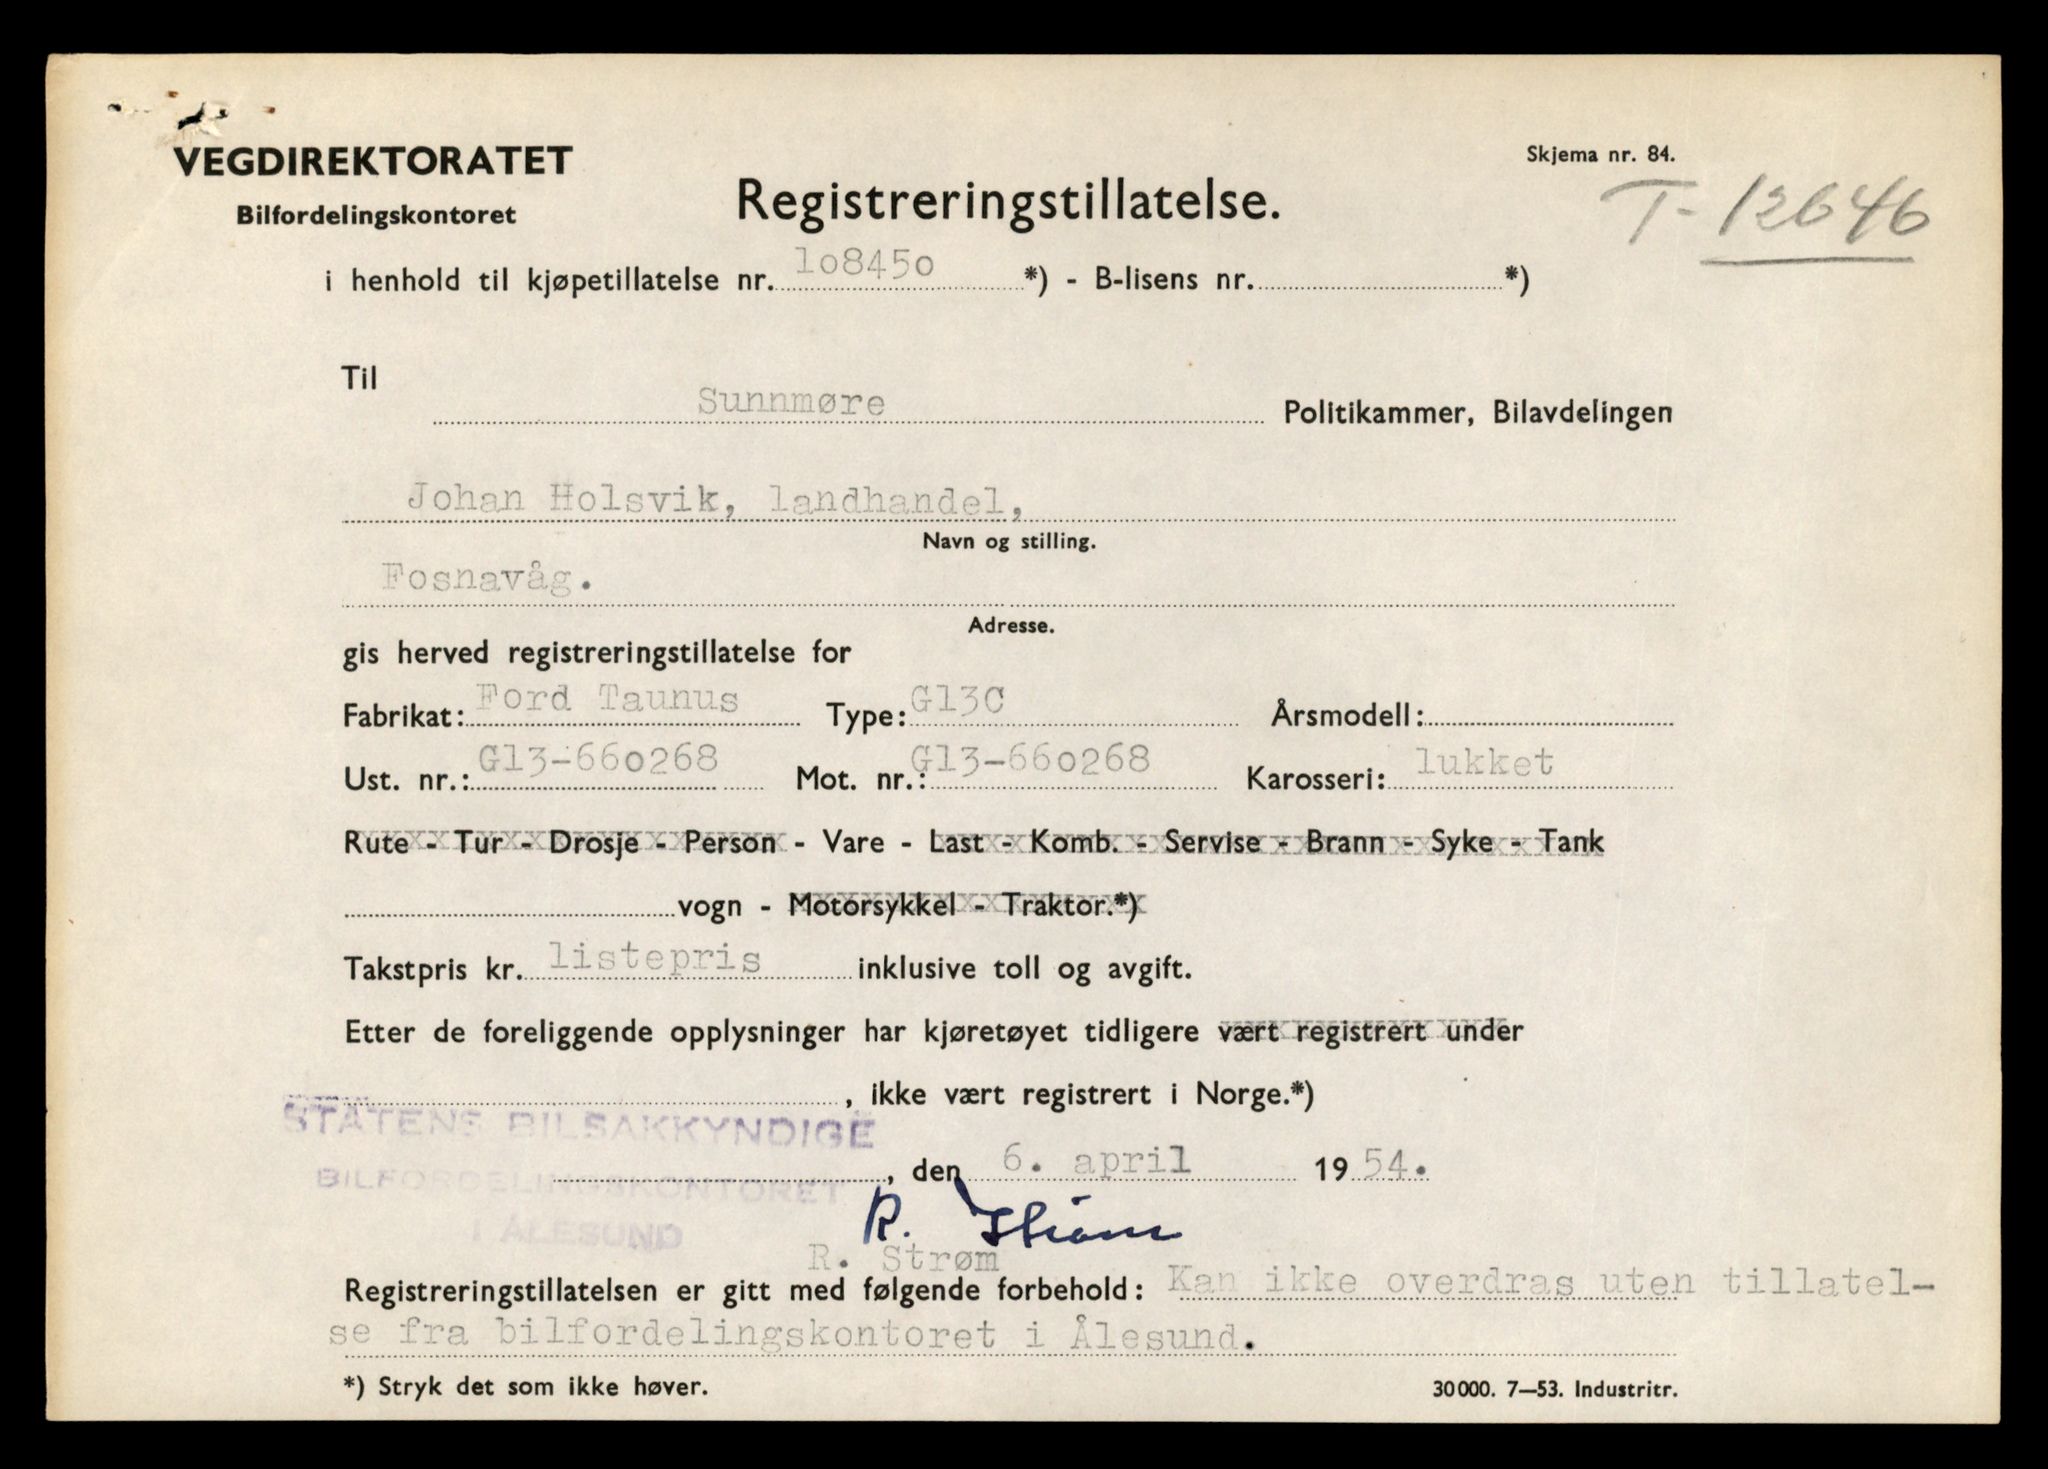 VEGDIREKTORATET
Bilfordelingskontoret
Skjema nr. 84.
T-12646
Registreringstillatelse.
i henhold til kjøpetillatelse nr. 108450 *) - B-lisens nr. *)
Til
Sunnmøre Politikammer, Bilavdelingen
Johan Holsvik, landhandel,
Navn og stilling.
Fosnavåg.
Adresse.
gis herved registreringstillatelse for
Fabrikat: Ford Taunus Type: G13C Årsmodell:
Ust. nr.: G13-660268 Mot. nr.: G13-660268 Karosseri: lukket
Rute - Tur - Drosje - Person - Vare - Last - Komb. - Servise - Brann - Syke - Tank
vogn - Motorsykkel - Traktor.*)
Takstpris kr. listepris inklusive toll og avgift.
Etter de foreliggende opplysninger har kjøretøyet tidligere vært registrert under
, ikke vært registrert i Norge.*)
STATENS BILSAKKYNDIGE
BILFORDELINGSKONTORET
I ÅLESUND
, den 6. april 1954.
R. Strøm
R. Strøm
Registreringstillatelsen er gitt med følgende forbehold: Kan ikke overdras uten tillatel-
se fra bilfordelingskontoret i Ålesund.
*) Stryk det som ikke høver.
30000. 7—53. Industritr.